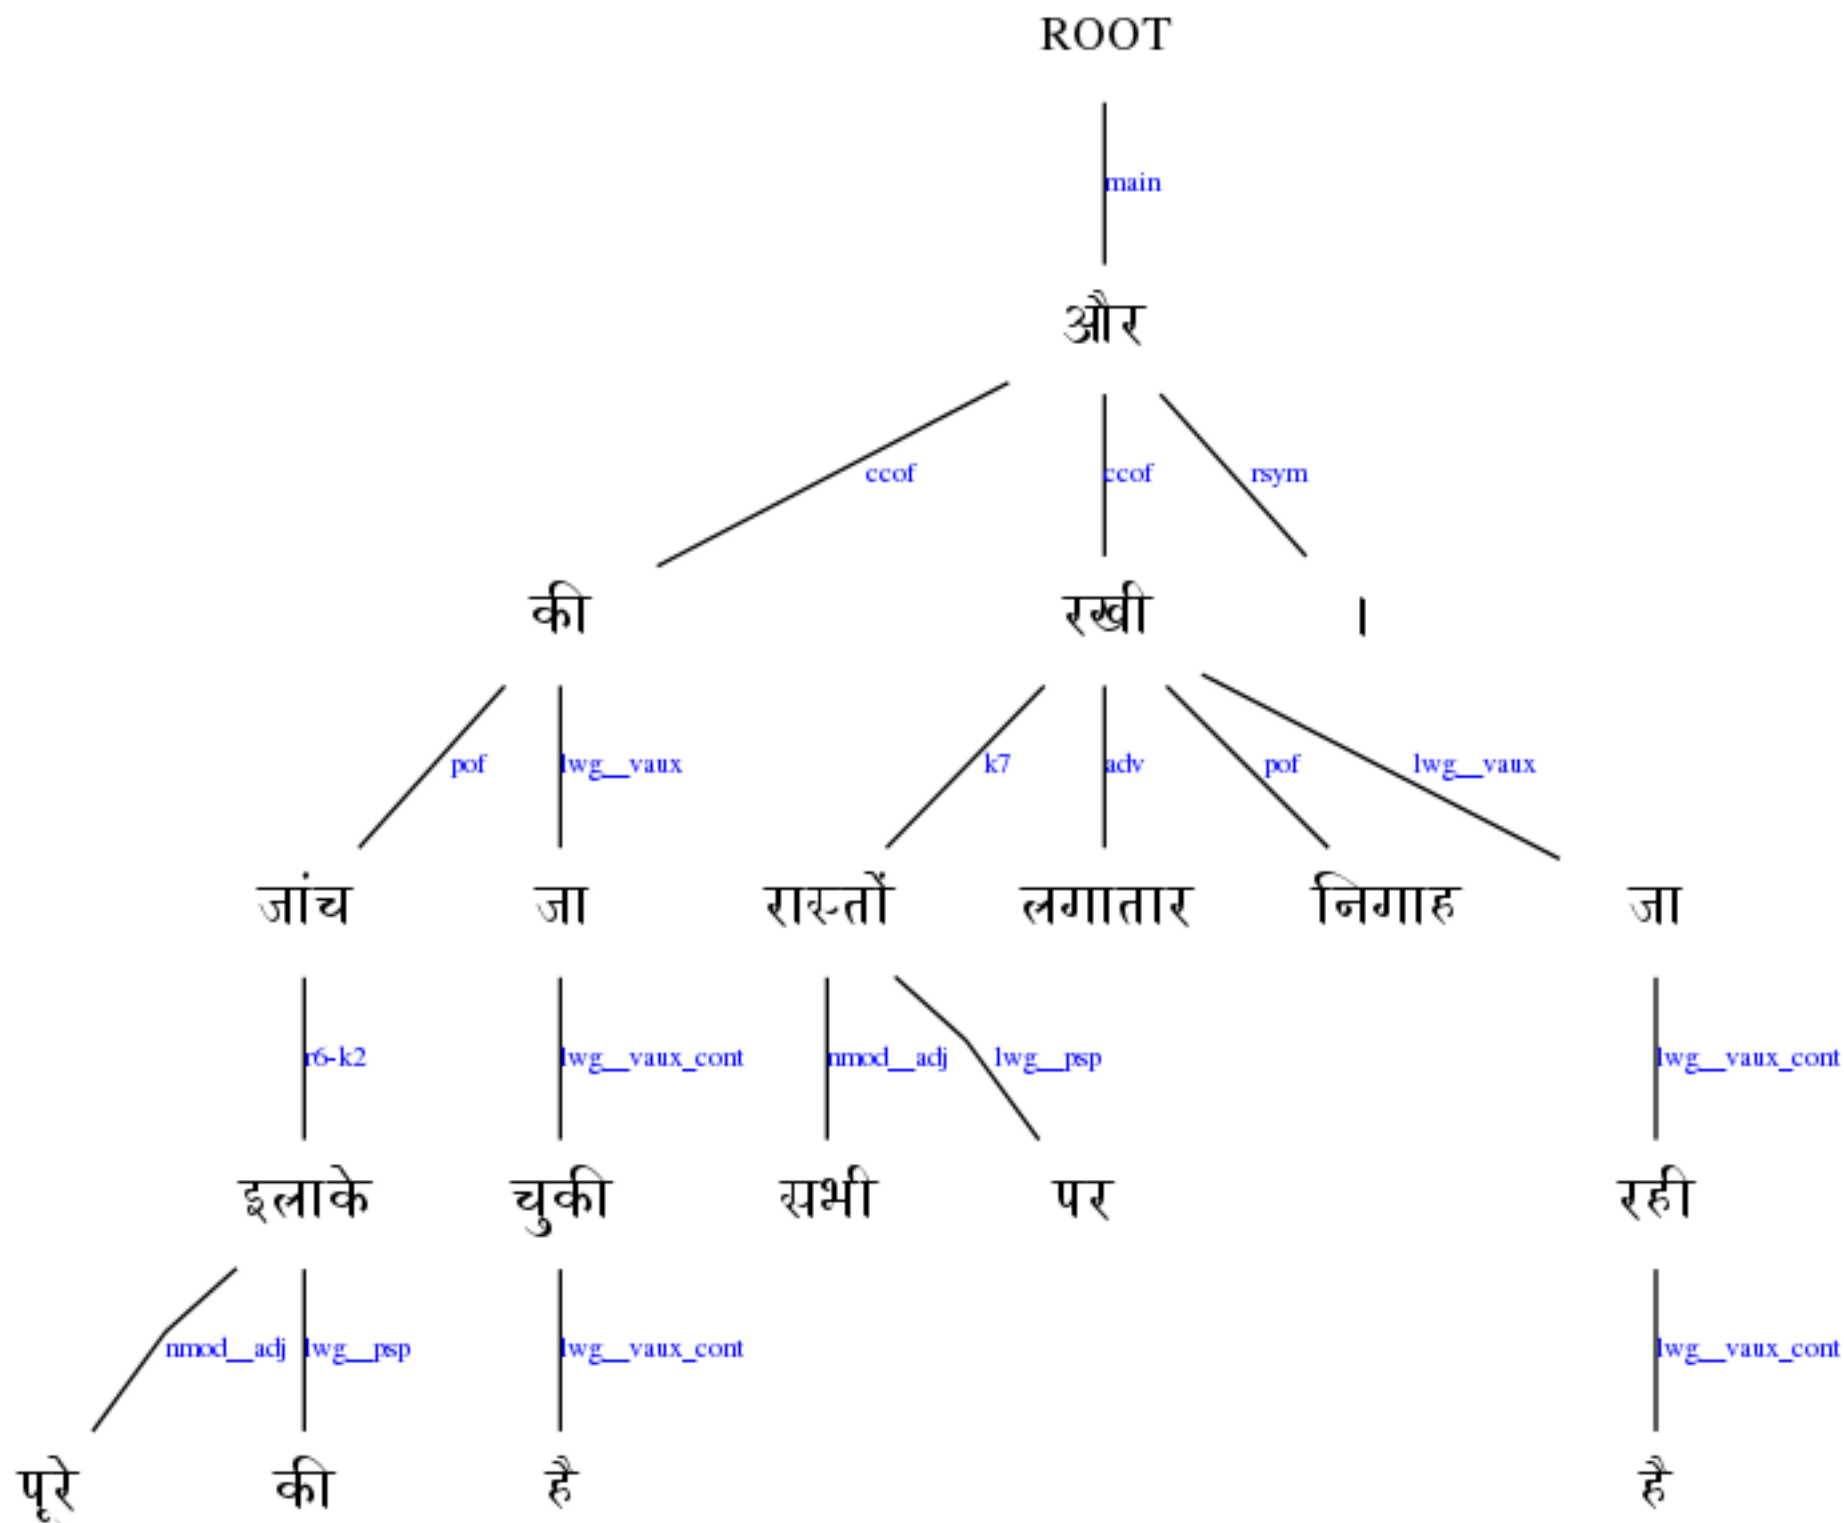 ROOT
main
और
ccof ccof rsym
की रखी ।
pof lwg__vaux k7 adv pof lwg__vaux
जांच जा रास्तों लगातार निगाह जा
r6-k2 lwg__vaux_cont nmod__adj lwg__psp lwg__vaux_cont
इलाके चुकी सभी पर रही
nmod__adj lwg__psp lwg__vaux_cont lwg__vaux_cont
पूरे की है है